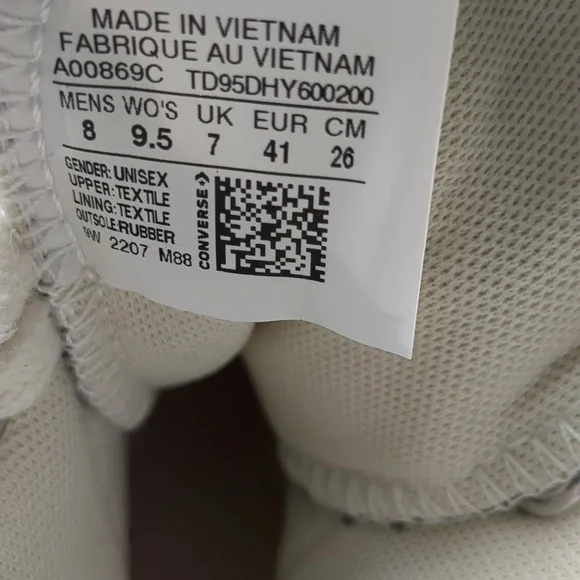 MADE IN VIETNAM
FABRIQUE AU VIETNAM
A00869C TD95DHY600200
MENS WO'S UK EUR CM
8 9.5 7 41 26
GENDER: UNISEX
UPPER: TEXTILE
LINING: TEXTILE
OUTSOLE:RUBBER
9W 2207 M88
CONVERSE